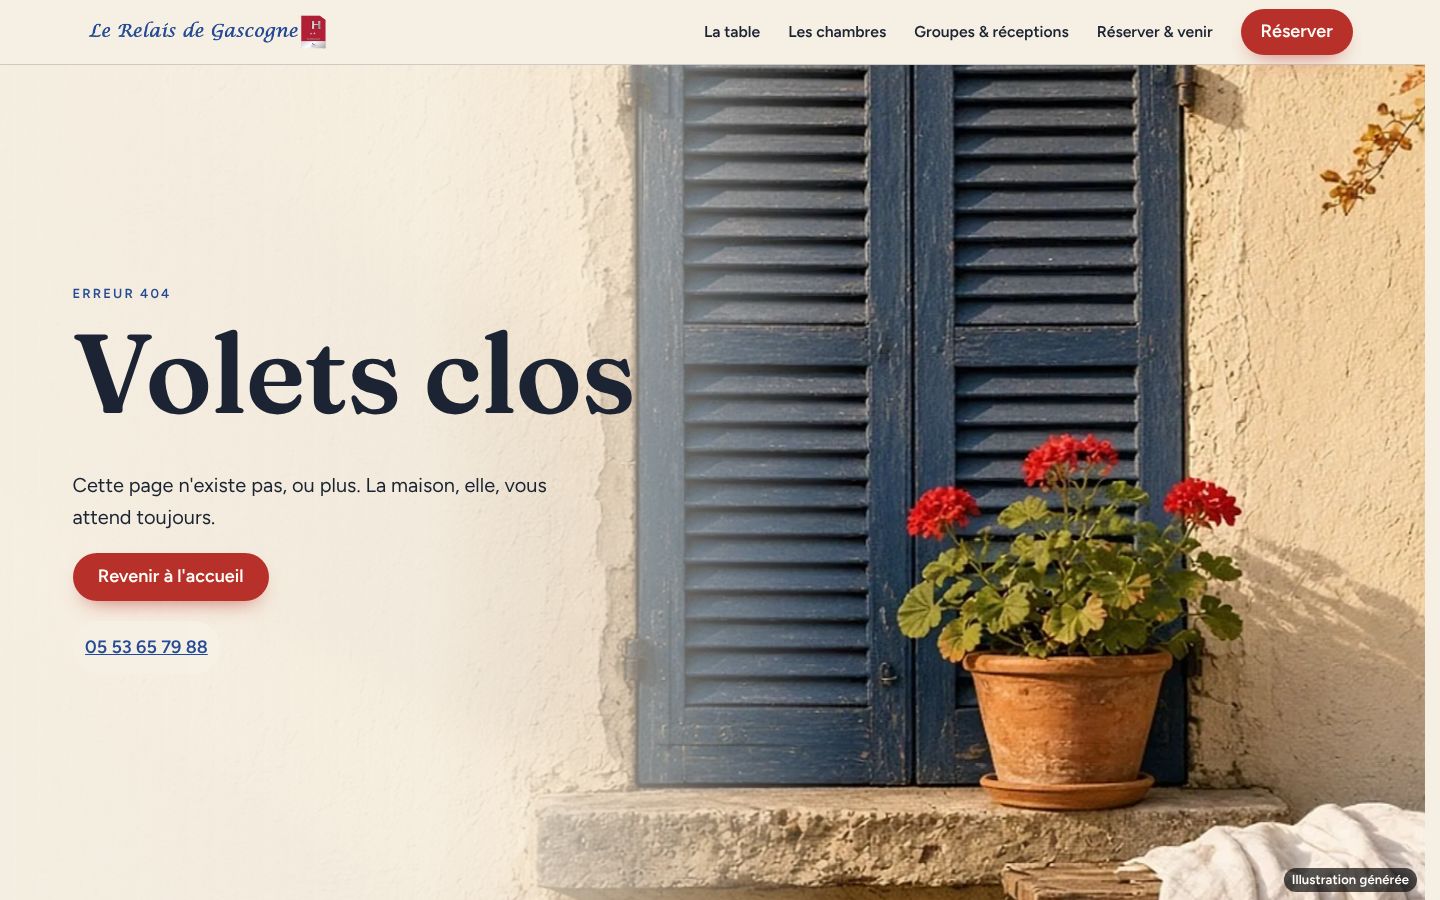 Le Relais de Gascogne
H
La table
Les chambres
Groupes & réceptions
Réserver & venir
Réserver
ERREUR 404
Volets clos
Cette page n'existe pas, ou plus. La maison, elle, vous
attend toujours.
Revenir à l'accueil
05 53 65 79 88
Illustration générée